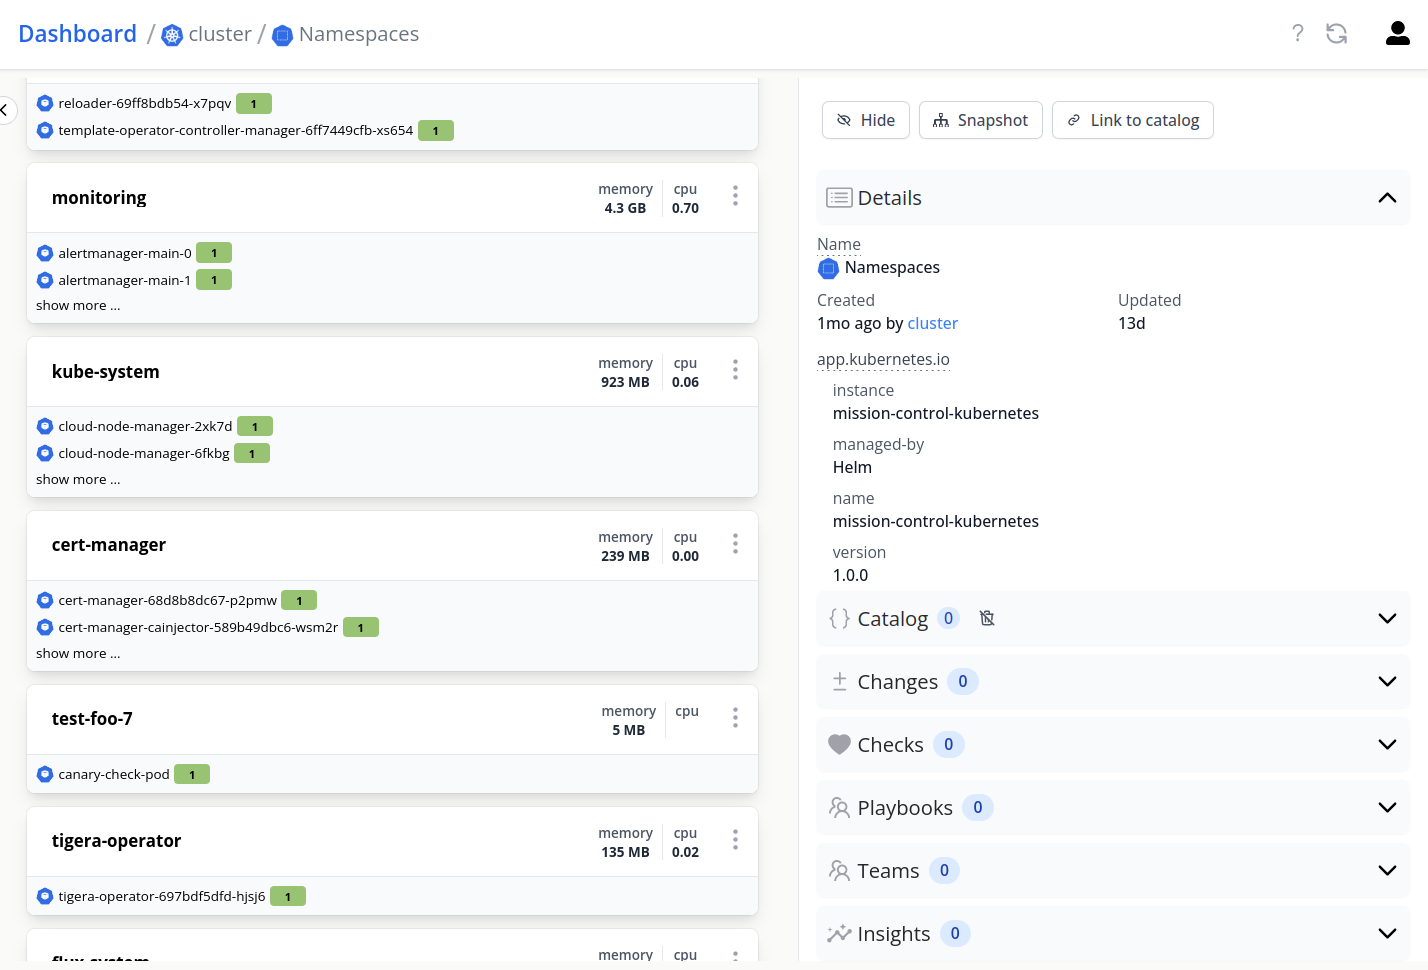 Dashboard / cluster / Namespaces
?
reloader-69ff8bdb54-x7pqv 1
template-operator-controller-manager-6ff7449cfb-xs654 1
monitoring
memory cpu
4.3 GB 0.70
alertmanager-main-0 1
alertmanager-main-1 1
show more ...
kube-system
memory cpu
923 MB 0.06
cloud-node-manager-2xk7d 1
cloud-node-manager-6fkbg 1
show more ...
cert-manager
memory cpu
239 MB 0.00
cert-manager-68d8b8dc67-p2pmw 1
cert-manager-cainjector-589b49dbc6-wsm2r 1
show more ...
test-foo-7
memory cpu
5 MB
canary-check-pod 1
tigera-operator
memory cpu
135 MB 0.02
tigera-operator-697bdf5dfd-hjsj6 1
flux-system
memory cpu
Hide Snapshot Link to catalog
Details
Name
Namespaces
Created Updated
1mo ago by cluster 13d
app.kubernetes.io
instance
mission-control-kubernetes
managed-by
Helm
name
mission-control-kubernetes
version
1.0.0
Catalog 0
Changes 0
Checks 0
Playbooks 0
Teams 0
Insights 0